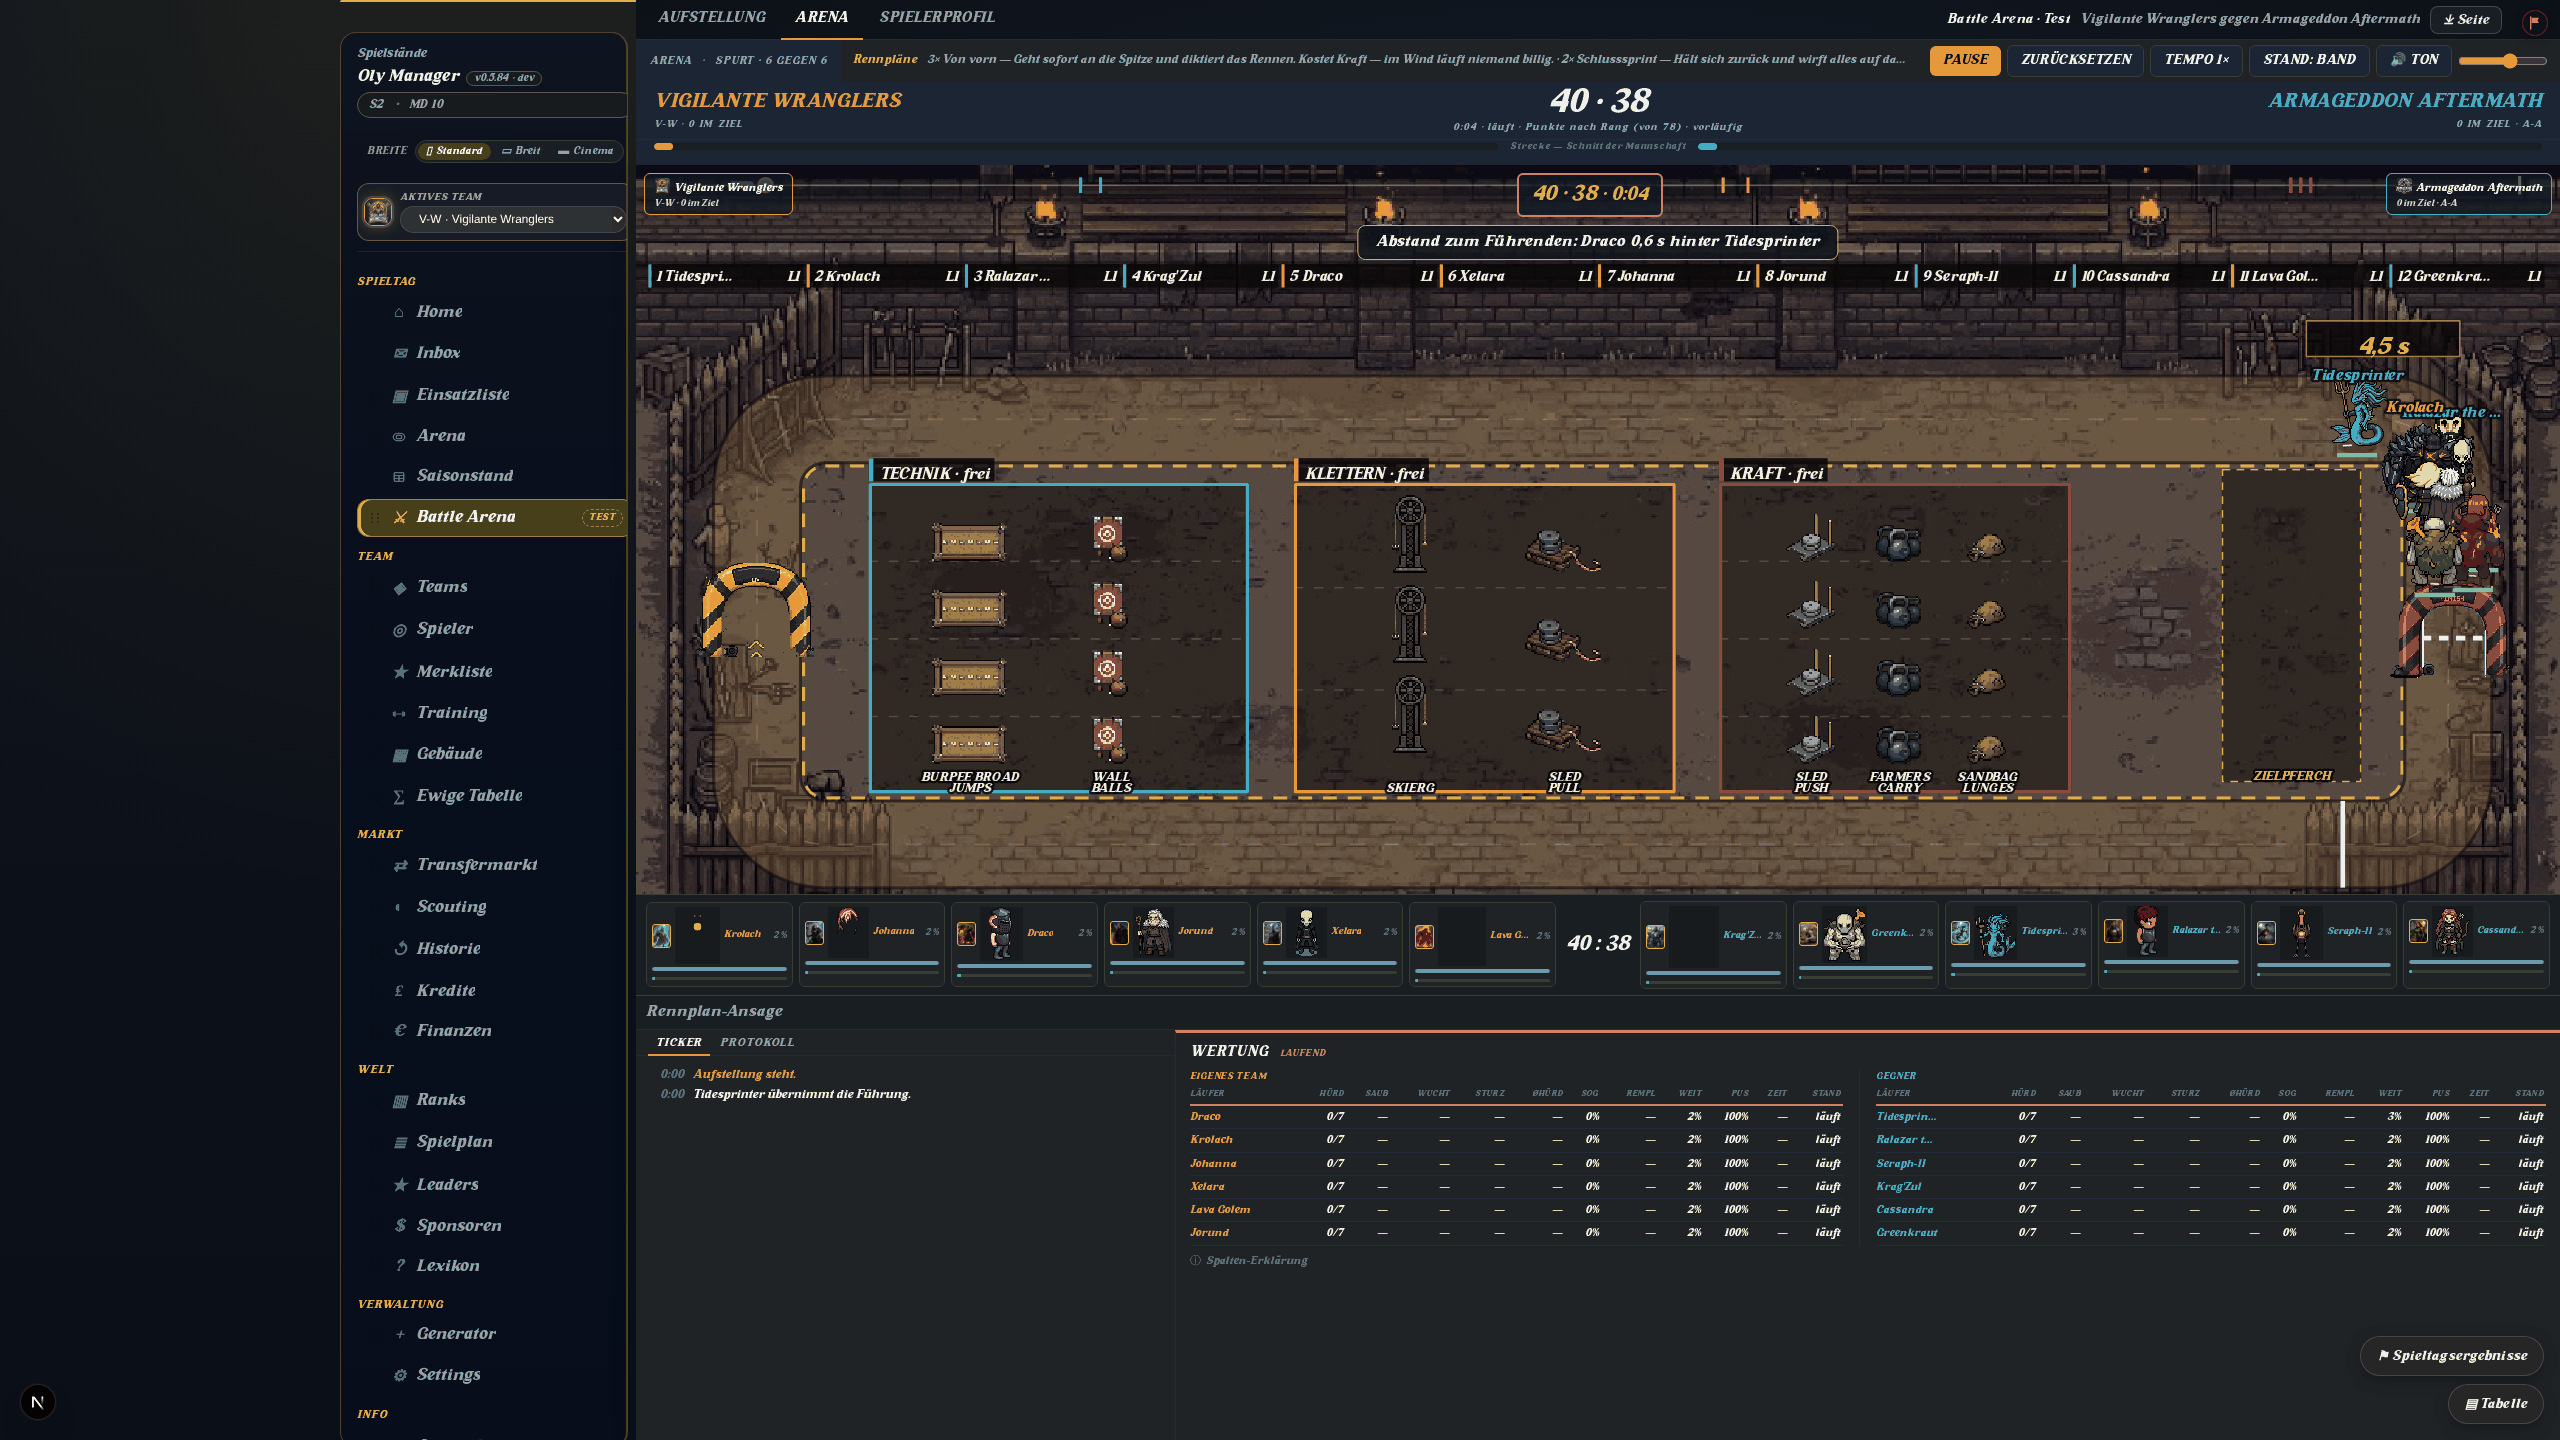 AUFSTELLUNG ARENA SPIELERPROFIL
Battle Arena · Test Vigilante Wranglers gegen Armageddon Aftermath Seite
Spielstände
Oly Manager v0.3.84 · dev
S2 · MD 10
BREITE Standard Breit Cinema
AKTIVES TEAM
V-W · Vigilante Wranglers
SPIELTAG
Home
Inbox
Einsatzliste
Arena
Saisonstand
Battle Arena TEST
TEAM
Teams
Spieler
Merkliste
Training
Gebäude
Ewige Tabelle
MARKT
Transfermarkt
Scouting
Historie
Kredite
Finanzen
WELT
Ranks
Spielplan
Leaders
Sponsoren
Lexikon
VERWALTUNG
Generator
Settings
INFO
N
ARENA · SPURT · 6 GEGEN 6
Rennpläne 3× Von vorn — Geht sofort an die Spitze und diktiert das Rennen. Kostet Kraft — im Wind läuft niemand billig. · 2× Schlusssprint — Hält sich zurück und wirft alles auf da...
PAUSE ZURÜCKSETZEN TEMPO 1× STAND: BAND TON
VIGILANTE WRANGLERS 40 · 38 ARMAGEDDON AFTERMATH
V-W · 0 IM ZIEL 0:04 · läuft · Punkte nach Rang (von 78) · vorläufig 0 IM ZIEL · A-A
Strecke — Schnitt der Mannschaft
Vigilante Wranglers
V-W · 0 im Ziel
40 · 38 · 0:04
Armageddon Aftermath
0 im Ziel · A-A
Abstand zum Führenden: Draco 0,6 s hinter Tidesprinter
1 Tidespri... L1 2 Krolach L1 3 Ralazar ... L1 4 Krag'Zul L1 5 Draco L1 6 Xelara L1 7 Johanna L1 8 Jorund L1 9 Seraph-11 L1 10 Cassandra L1 11 Lava Gol... L1 12 Greenkra... L1
4,5 s
Tidesprinter
Krolach
the ...
TECHNIK · frei KLETTERN · frei KRAFT · frei
BURPEE BROAD JUMPS
WALL BALLS
SKIERG
SLED PULL
SLED PUSH
FARMERS CARRY
SANDBAG LUNGES
ZIELPFERCH
Krolach 2% Johanna 2% Draco 2% Jorund 2% Xelara 2% Lava G... 2% 40 : 38 Krag'Z... 2% Greenk... 2% Tidespri... 3% Ralazar t... 2% Seraph-11 2% Cassand... 2%
Rennplan-Ansage
TICKER PROTOKOLL
0:00 Aufstellung steht.
0:00 Tidesprinter übernimmt die Führung.
WERTUNG LAUFEND
EIGENES TEAM
LÄUFER HÜRD SAUB WUCHT STURZ ØHÜRD SOG REMPL WEIT PUS ZEIT STAND
Draco 0/7 — — — — 0% — 2% 100% — läuft
Krolach 0/7 — — — — 0% — 2% 100% — läuft
Johanna 0/7 — — — — 0% — 2% 100% — läuft
Xelara 0/7 — — — — 0% — 2% 100% — läuft
Lava Golem 0/7 — — — — 0% — 2% 100% — läuft
Jorund 0/7 — — — — 0% — 2% 100% — läuft
Spalten-Erklärung
GEGNER
LÄUFER HÜRD SAUB WUCHT STURZ ØHÜRD SOG REMPL WEIT PUS ZEIT STAND
Tidesprin... 0/7 — — — — 0% — 3% 100% — läuft
Ralazar t... 0/7 — — — — 0% — 2% 100% — läuft
Seraph-11 0/7 — — — — 0% — 2% 100% — läuft
Krag'Zul 0/7 — — — — 0% — 2% 100% — läuft
Cassandra 0/7 — — — — 0% — 2% 100% — läuft
Greenkraut 0/7 — — — — 0% — 2% 100% — läuft
Spieltagsergebnisse
Tabelle